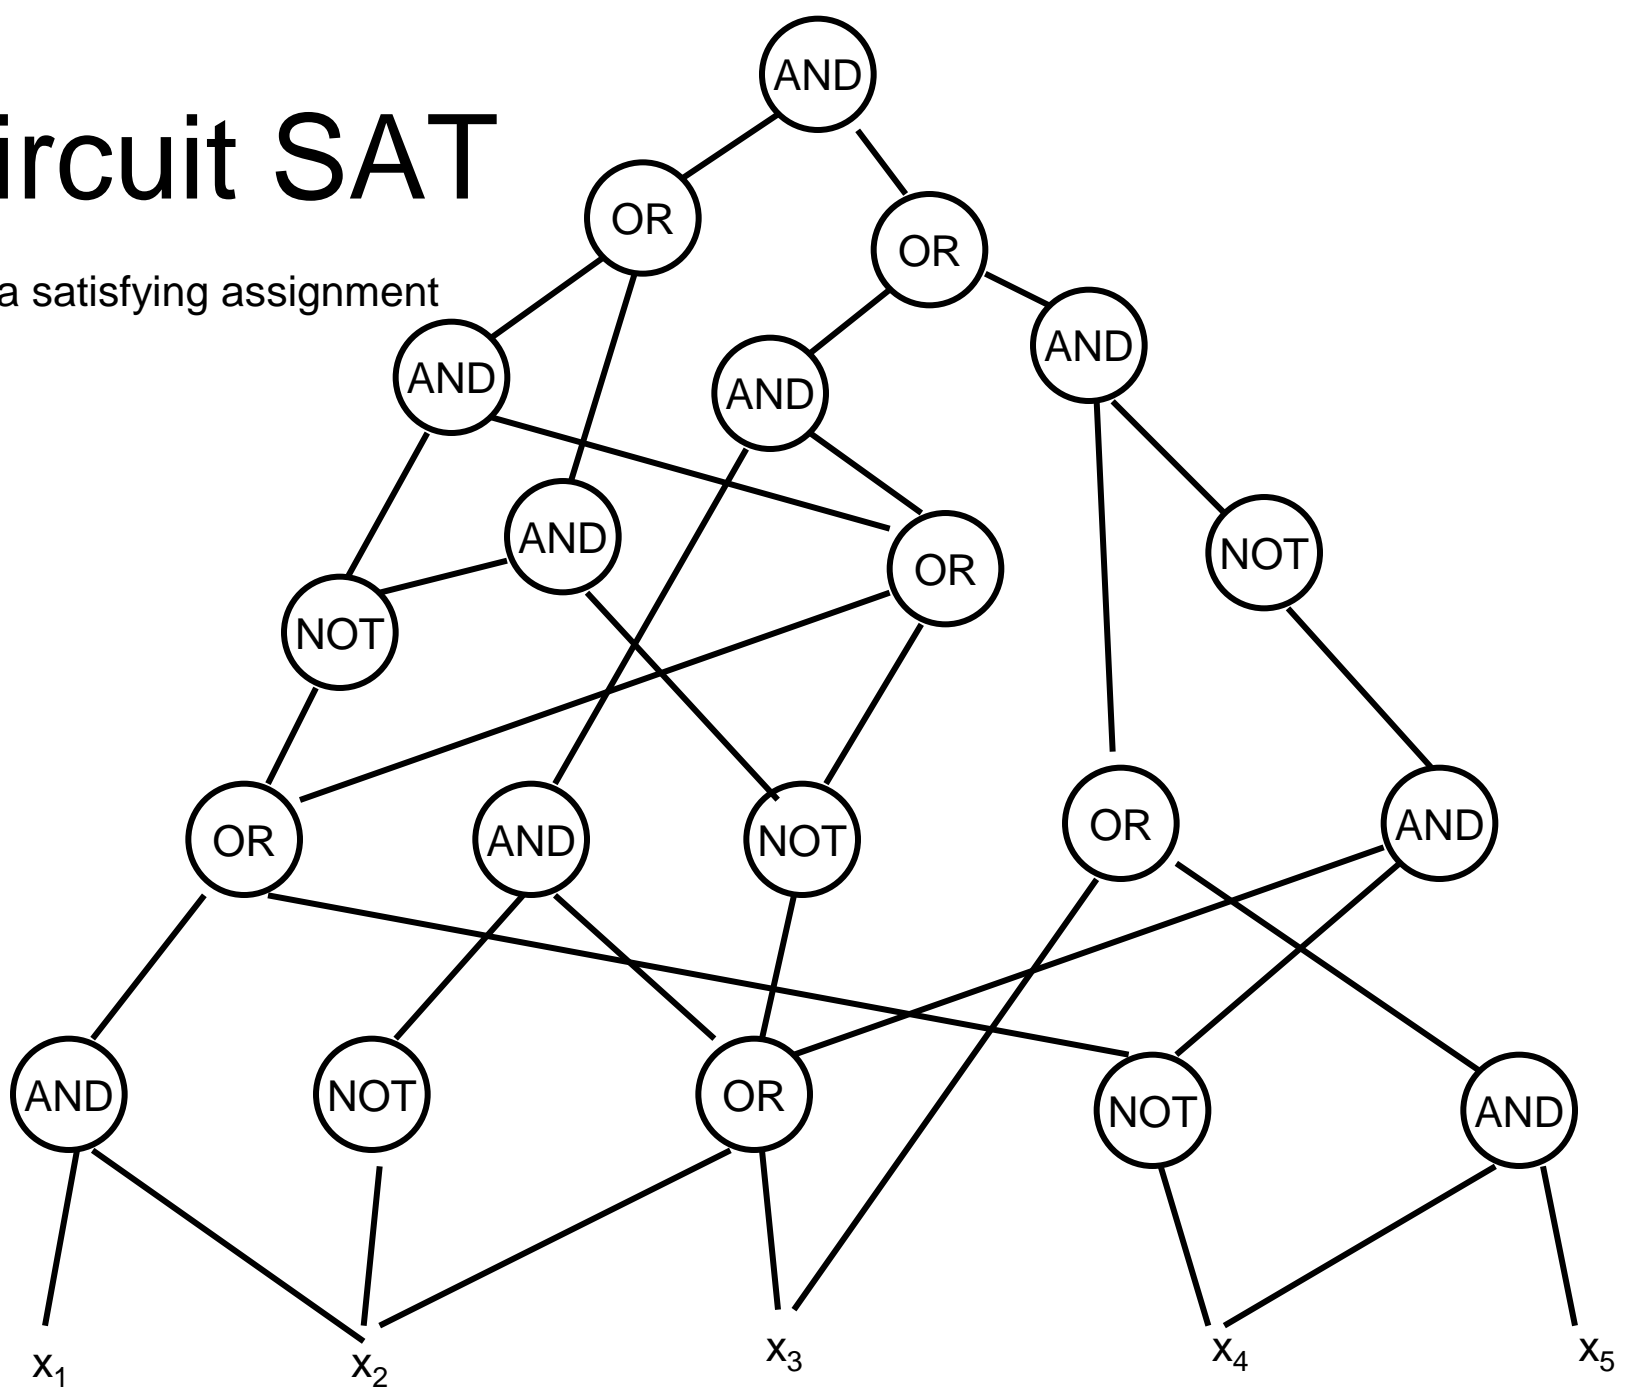 AND
ircuit SAT
OR
OR
a satisfying assignment
AND
AND
AND
AND
OR
NOT
NOT
OR
AND
NOT
OR
AND
AND
NOT
OR
NOT
AND
x₁
x₂
x₃
x₄
x₅